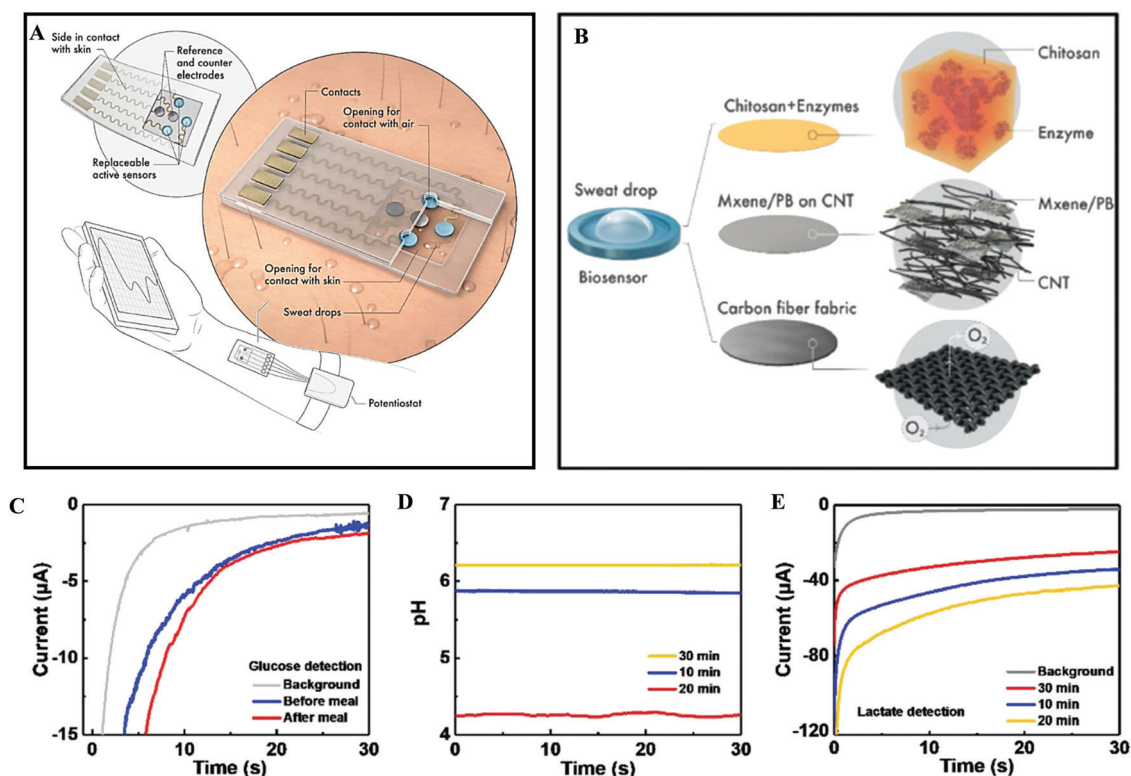 A
Side in contact
with skin
Reference
and counter
electrodes
Replaceable
active sensors
Contacts
Opening for
contact with air
Opening for
contact with skin
Sweat drops
Potentiostat
B
Sweat drop
Biosensor
Chitosan+Enzymes
Mxene/PB on CNT
Carbon fiber fabric
Chitosan
Enzyme
Mxene/PB
CNT
O2
O2
C
0
-5
-10
-15
Current (µA)
Glucose detection
Background
Before meal
After meal
0 10 20 30
Time (s)
D
7
6
5
4
pH
30 min
10 min
20 min
0 10 20 30
Time (s)
E
0
-40
-80
-120
Current (µA)
Lactate detection
Background
30 min
10 min
20 min
0 10 20 30
Time (s)